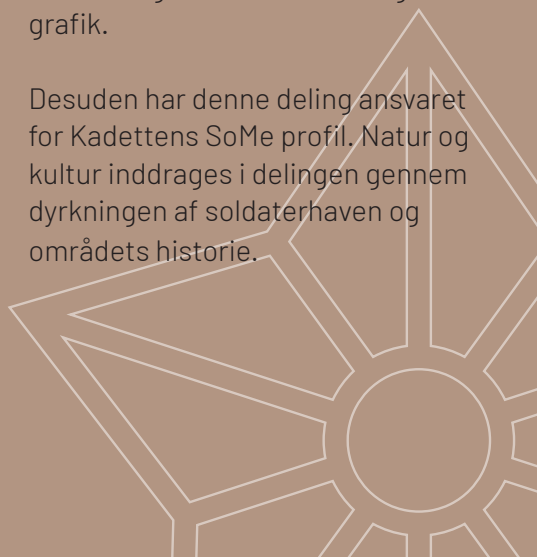 grafik.
Desuden har denne deling ansvaret
for Kadettens SoMe profil. Natur og
kultur inddrages i delingen gennem
dyrkningen af soldaterhaven og
områdets historie.